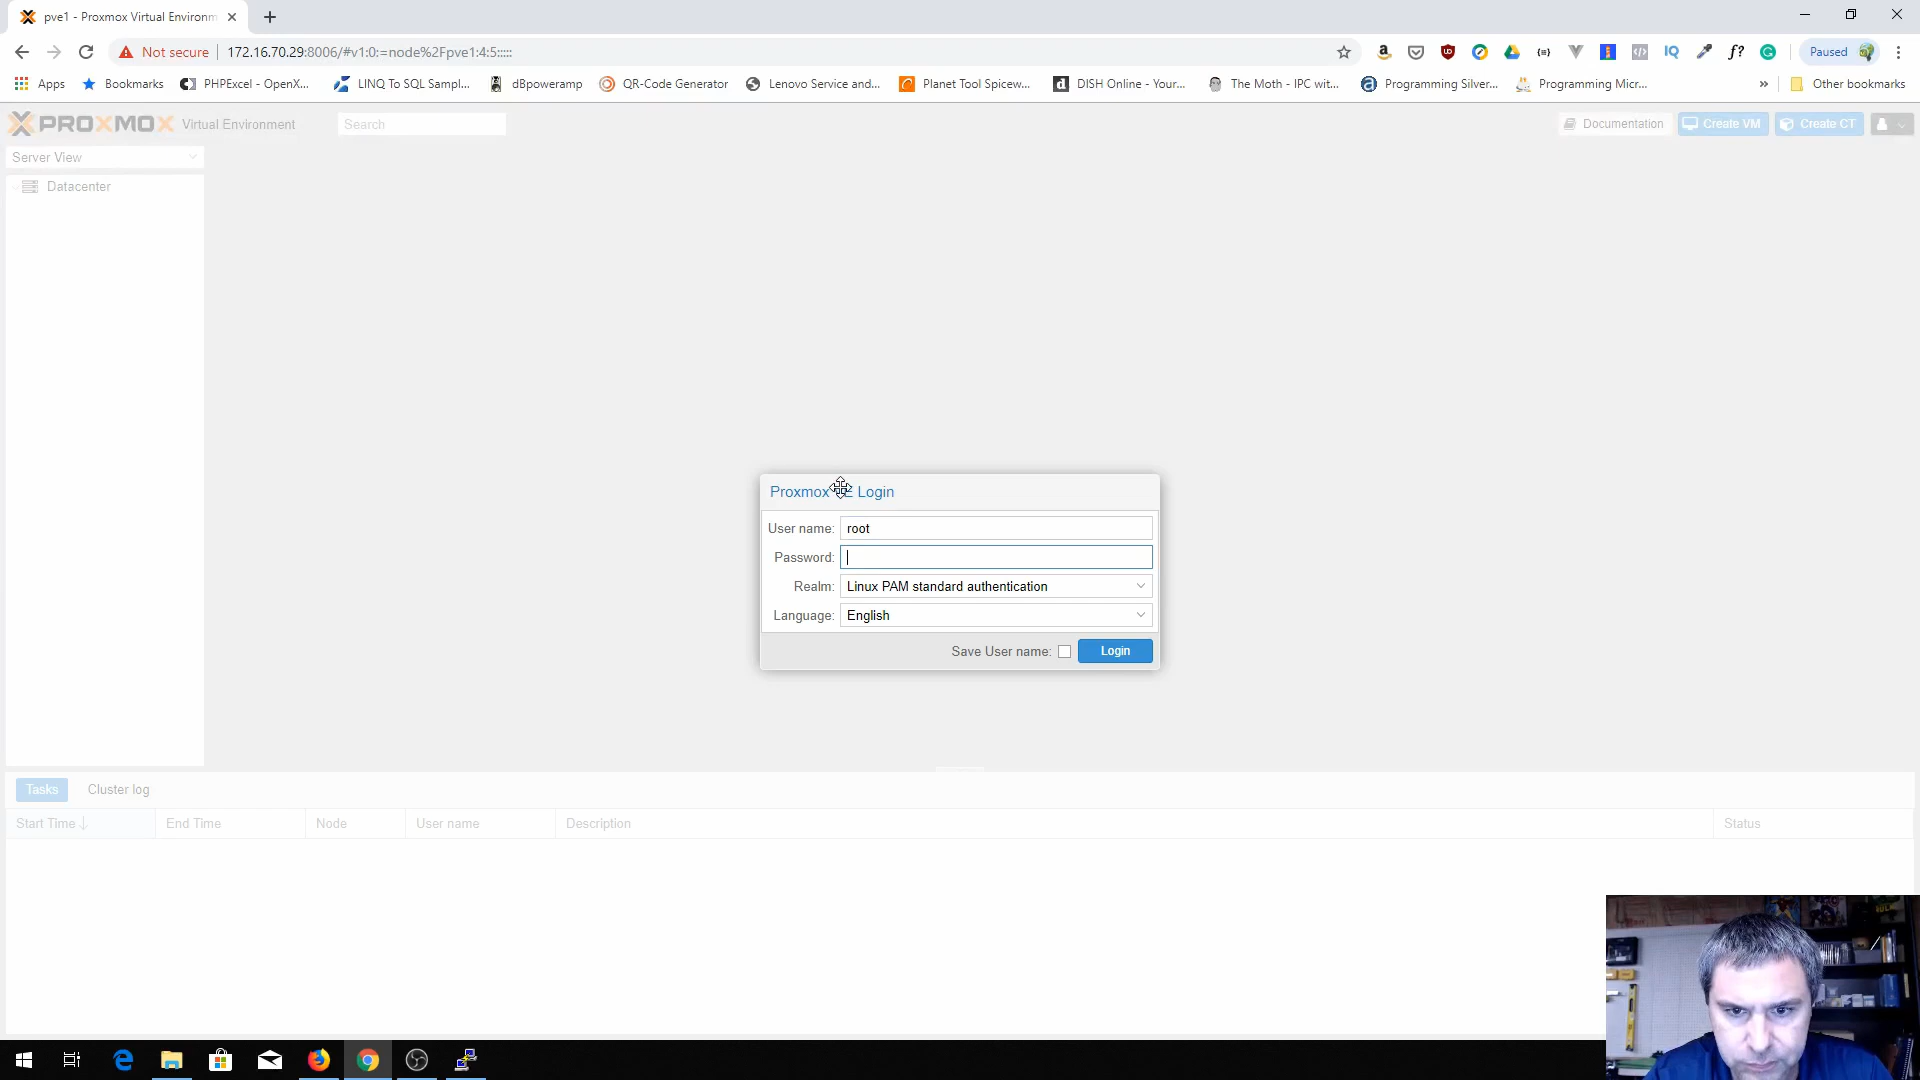 pve1 - Proxmox Virtual Environm
Not secure
172.16.70.29:8006/#v1:0:=node%2Fpve1:4:5:::::
Paused
Apps
Bookmarks
PHPExcel - OpenX...
LINQ To SQL Sampl...
dBpoweramp
QR-Code Generator
Lenovo Service and...
Planet Tool Spicew...
DISH Online - Your...
The Moth - IPC wit...
Programming Silver...
Programming Micr...
»
Other bookmarks
PROXMOX Virtual Environment
Search
Documentation
Create VM
Create CT
Server View
Datacenter
Proxmox E Login
User name: root
Password:
Realm: Linux PAM standard authentication
Language: English
Save User name:
Login
Tasks
Cluster log
Start Time
End Time
Node
User name
Description
Status